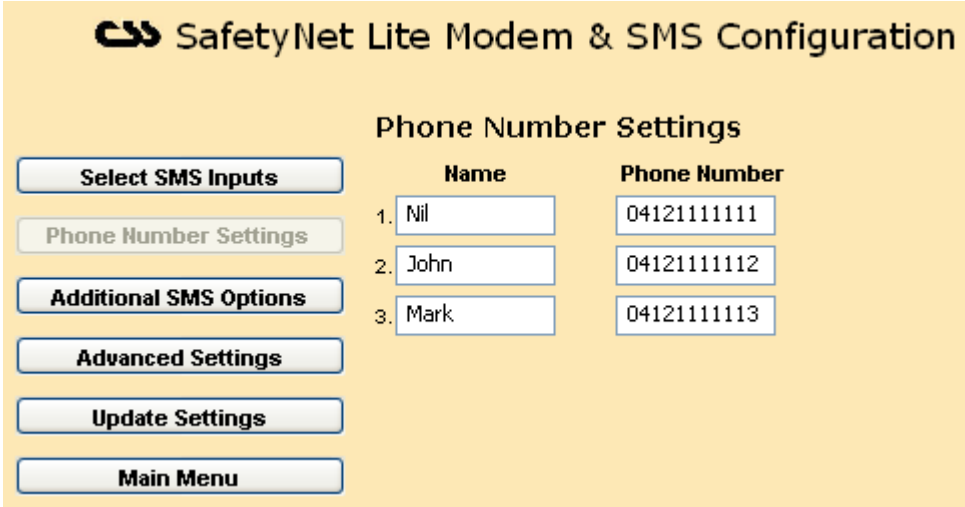 CSS SafetyNet Lite Modem & SMS Configuration
Phone Number Settings
Select SMS Inputs
Phone Number Settings
Additional SMS Options
Advanced Settings
Update Settings
Main Menu
Name Phone Number
1. Nil 04121111111
2. John 04121111112
3. Mark 04121111113